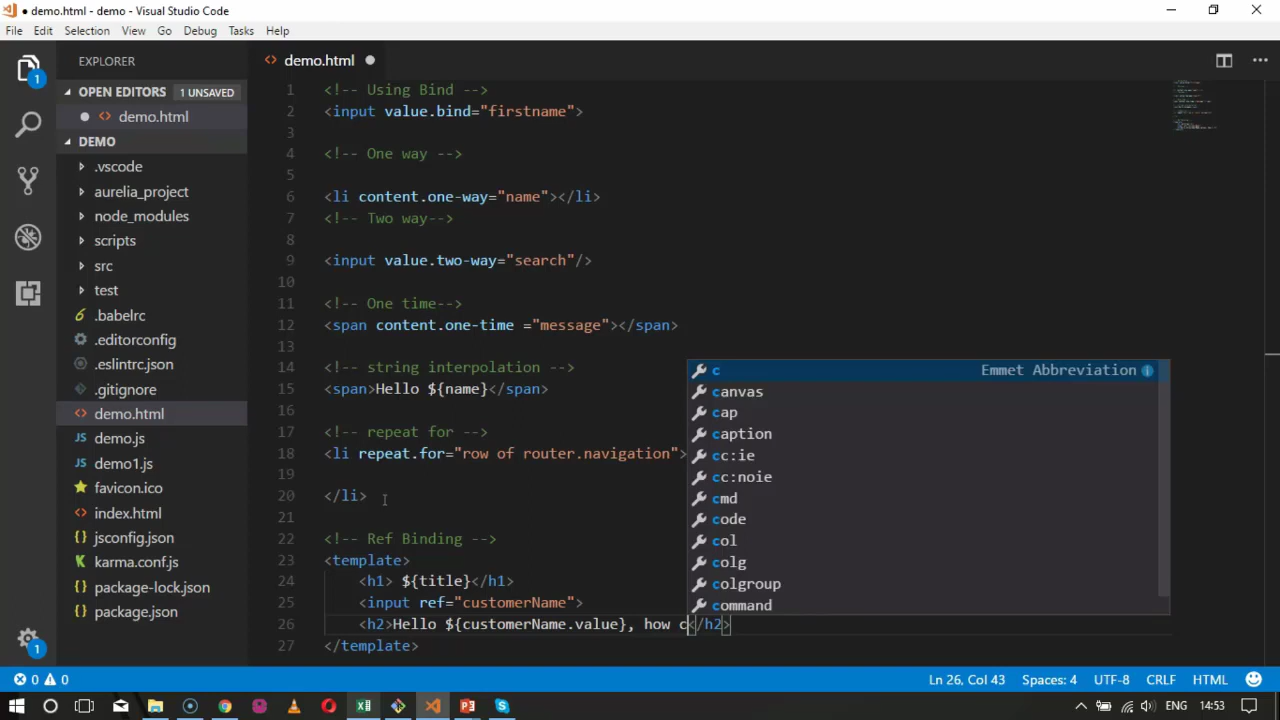 demo.html - demo - Visual Studio Code
File Edit Selection View Go Debug Tasks Help
EXPLORER
OPEN EDITORS 1 UNSAVED
demo.html
DEMO
.vscode
aurelia_project
node_modules
scripts
src
test
.babelrc
.editorconfig
.eslintrc.json
.gitignore
demo.html
demo.js
demo1.js
favicon.ico
index.html
jsconfig.json
karma.conf.js
package-lock.json
package.json
demo.html
1 <!-- Using Bind -->
2 <input value.bind="firstname">
3
4 <!-- One way -->
5
6 <li content.one-way="name"></li>
7 <!-- Two way-->
8
9 <input value.two-way="search"/>
10
11 <!-- One time-->
12 <span content.one-time ="message"></span>
13
14 <!-- string interpolation -->
15 <span>Hello ${name}</span>
16
17 <!-- repeat for -->
18 <li repeat.for="row of router.navigation">
19
20 </li>
21
22 <!-- Ref Binding -->
23 <template>
24 <h1> ${title}</h1>
25 <input ref="customerName">
26 <h2>Hello ${customerName.value}, how c</h2>
27 </template>
c Emmet Abbreviation
canvas
cap
caption
cc:ie
cc:noie
cmd
code
col
colg
colgroup
command
1
1
0 0 Ln 26, Col 43 Spaces: 4 UTF-8 CRLF HTML
ENG 14:53